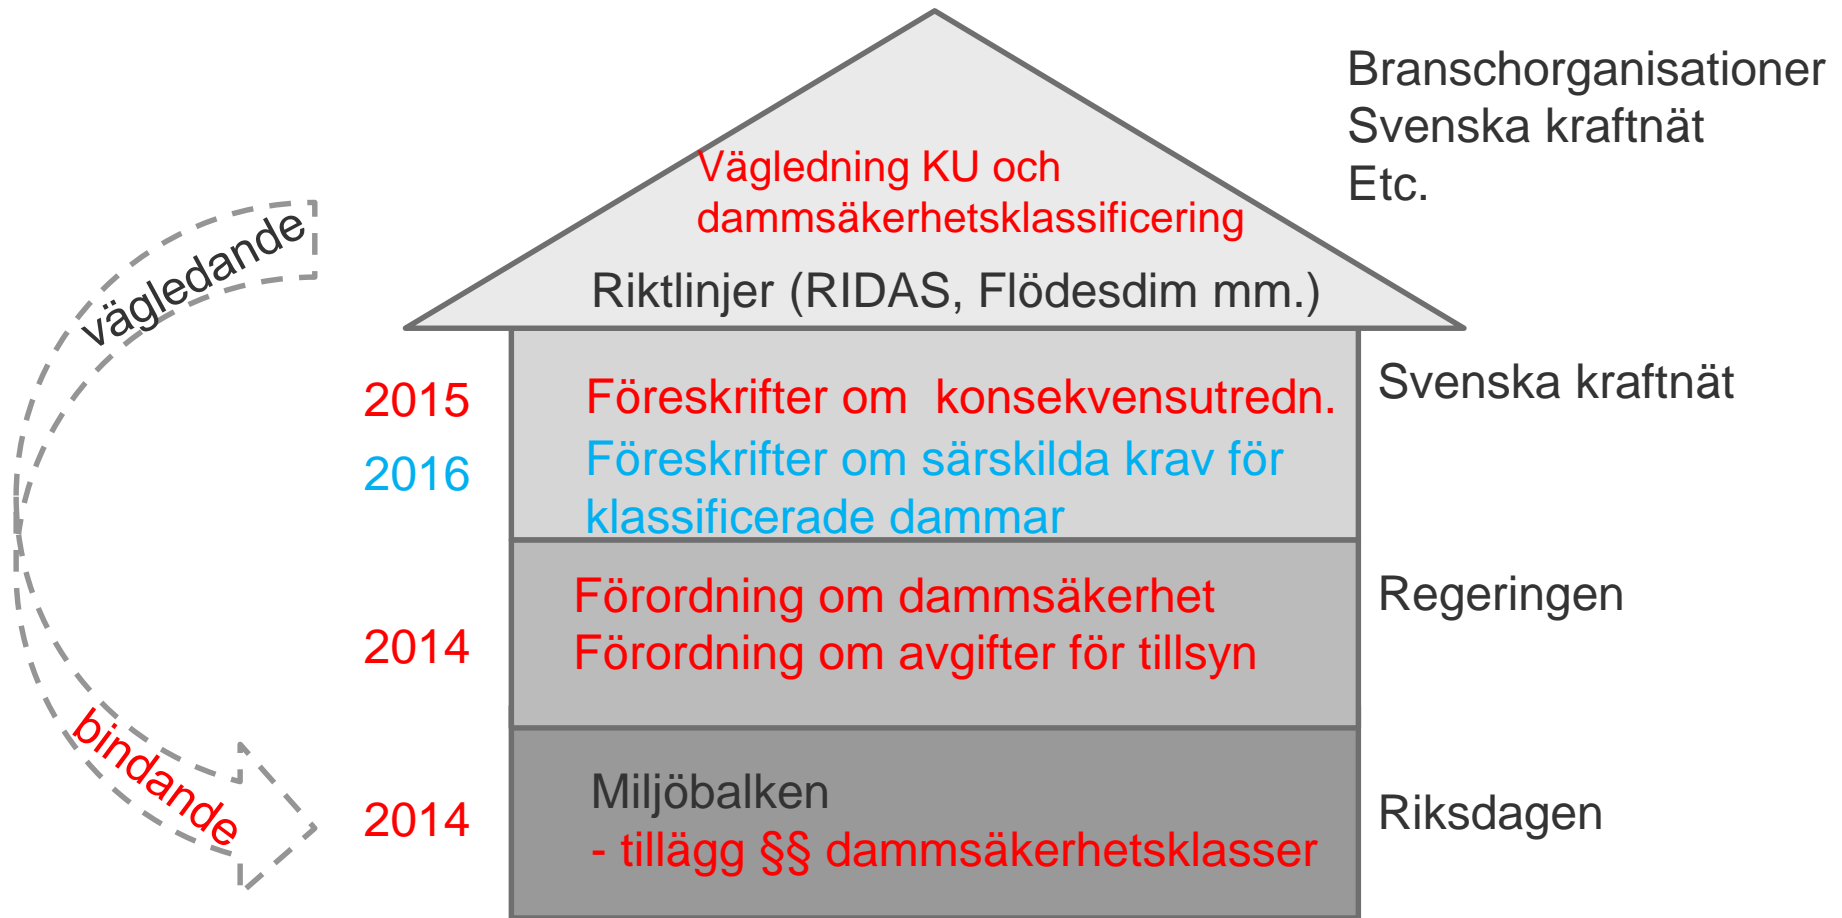 Branschorganisationer
Svenska kraftnät
Etc.
Vägledning KU och
dammsäkerhetsklassificering
Riktlinjer (RIDAS, Flödesdim mm.)
vägledande
2015
Föreskrifter om konsekvensutredn.
Svenska kraftnät
2016
Föreskrifter om särskilda krav för
klassificerade dammar
Förordning om dammsäkerhet
Regeringen
2014
Förordning om avgifter för tillsyn
bindande
2014
Miljöbalken
- tillägg §§ dammsäkerhetsklasser
Riksdagen